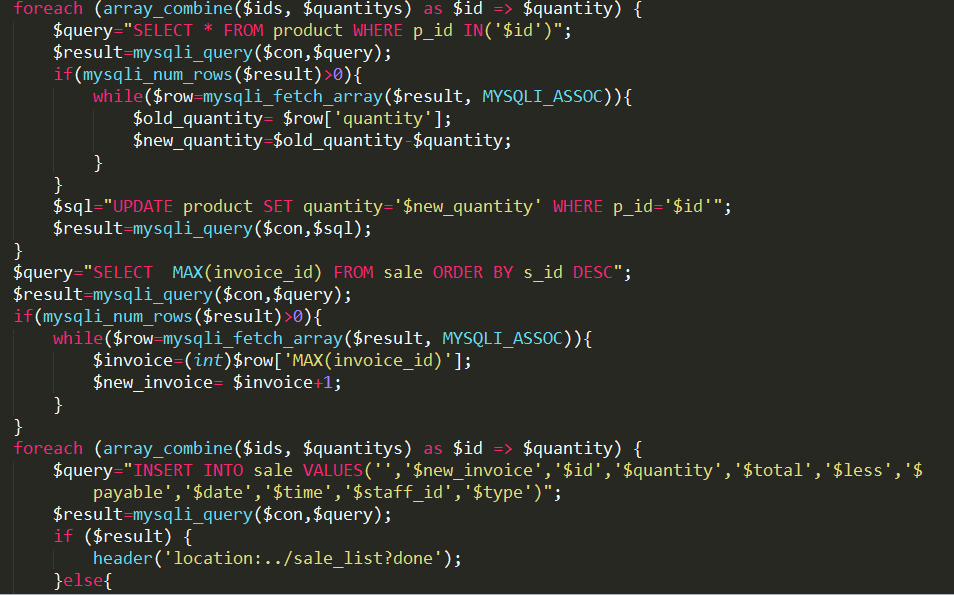 foreach (array_combine($ids, $quantitys) as $id => $quantity) {
$query="SELECT * FROM product WHERE p_id IN('$id')";
$result=mysqli_query($con,$query);
if(mysqli_num_rows($result)>0){
while($row=mysqli_fetch_array($result, MYSQLI_ASSOC)){
$old_quantity= $row['quantity'];
$new_quantity=$old_quantity-$quantity;
}
}
$sql="UPDATE product SET quantity='$new_quantity' WHERE p_id='$id'";
$result=mysqli_query($con,$sql);
}
$query="SELECT  MAX(invoice_id) FROM sale ORDER BY s_id DESC";
$result=mysqli_query($con,$query);
if(mysqli_num_rows($result)>0){
while($row=mysqli_fetch_array($result, MYSQLI_ASSOC)){
$invoice=(int)$row['MAX(invoice_id)'];
$new_invoice= $invoice+1;
}
}
foreach (array_combine($ids, $quantitys) as $id => $quantity) {
$query="INSERT INTO sale VALUES('','$new_invoice','$id','$quantity','$total','$less','$
payable','$date','$time','$staff_id','$type')";
$result=mysqli_query($con,$query);
if ($result) {
header('location:../sale_list?done');
}else{